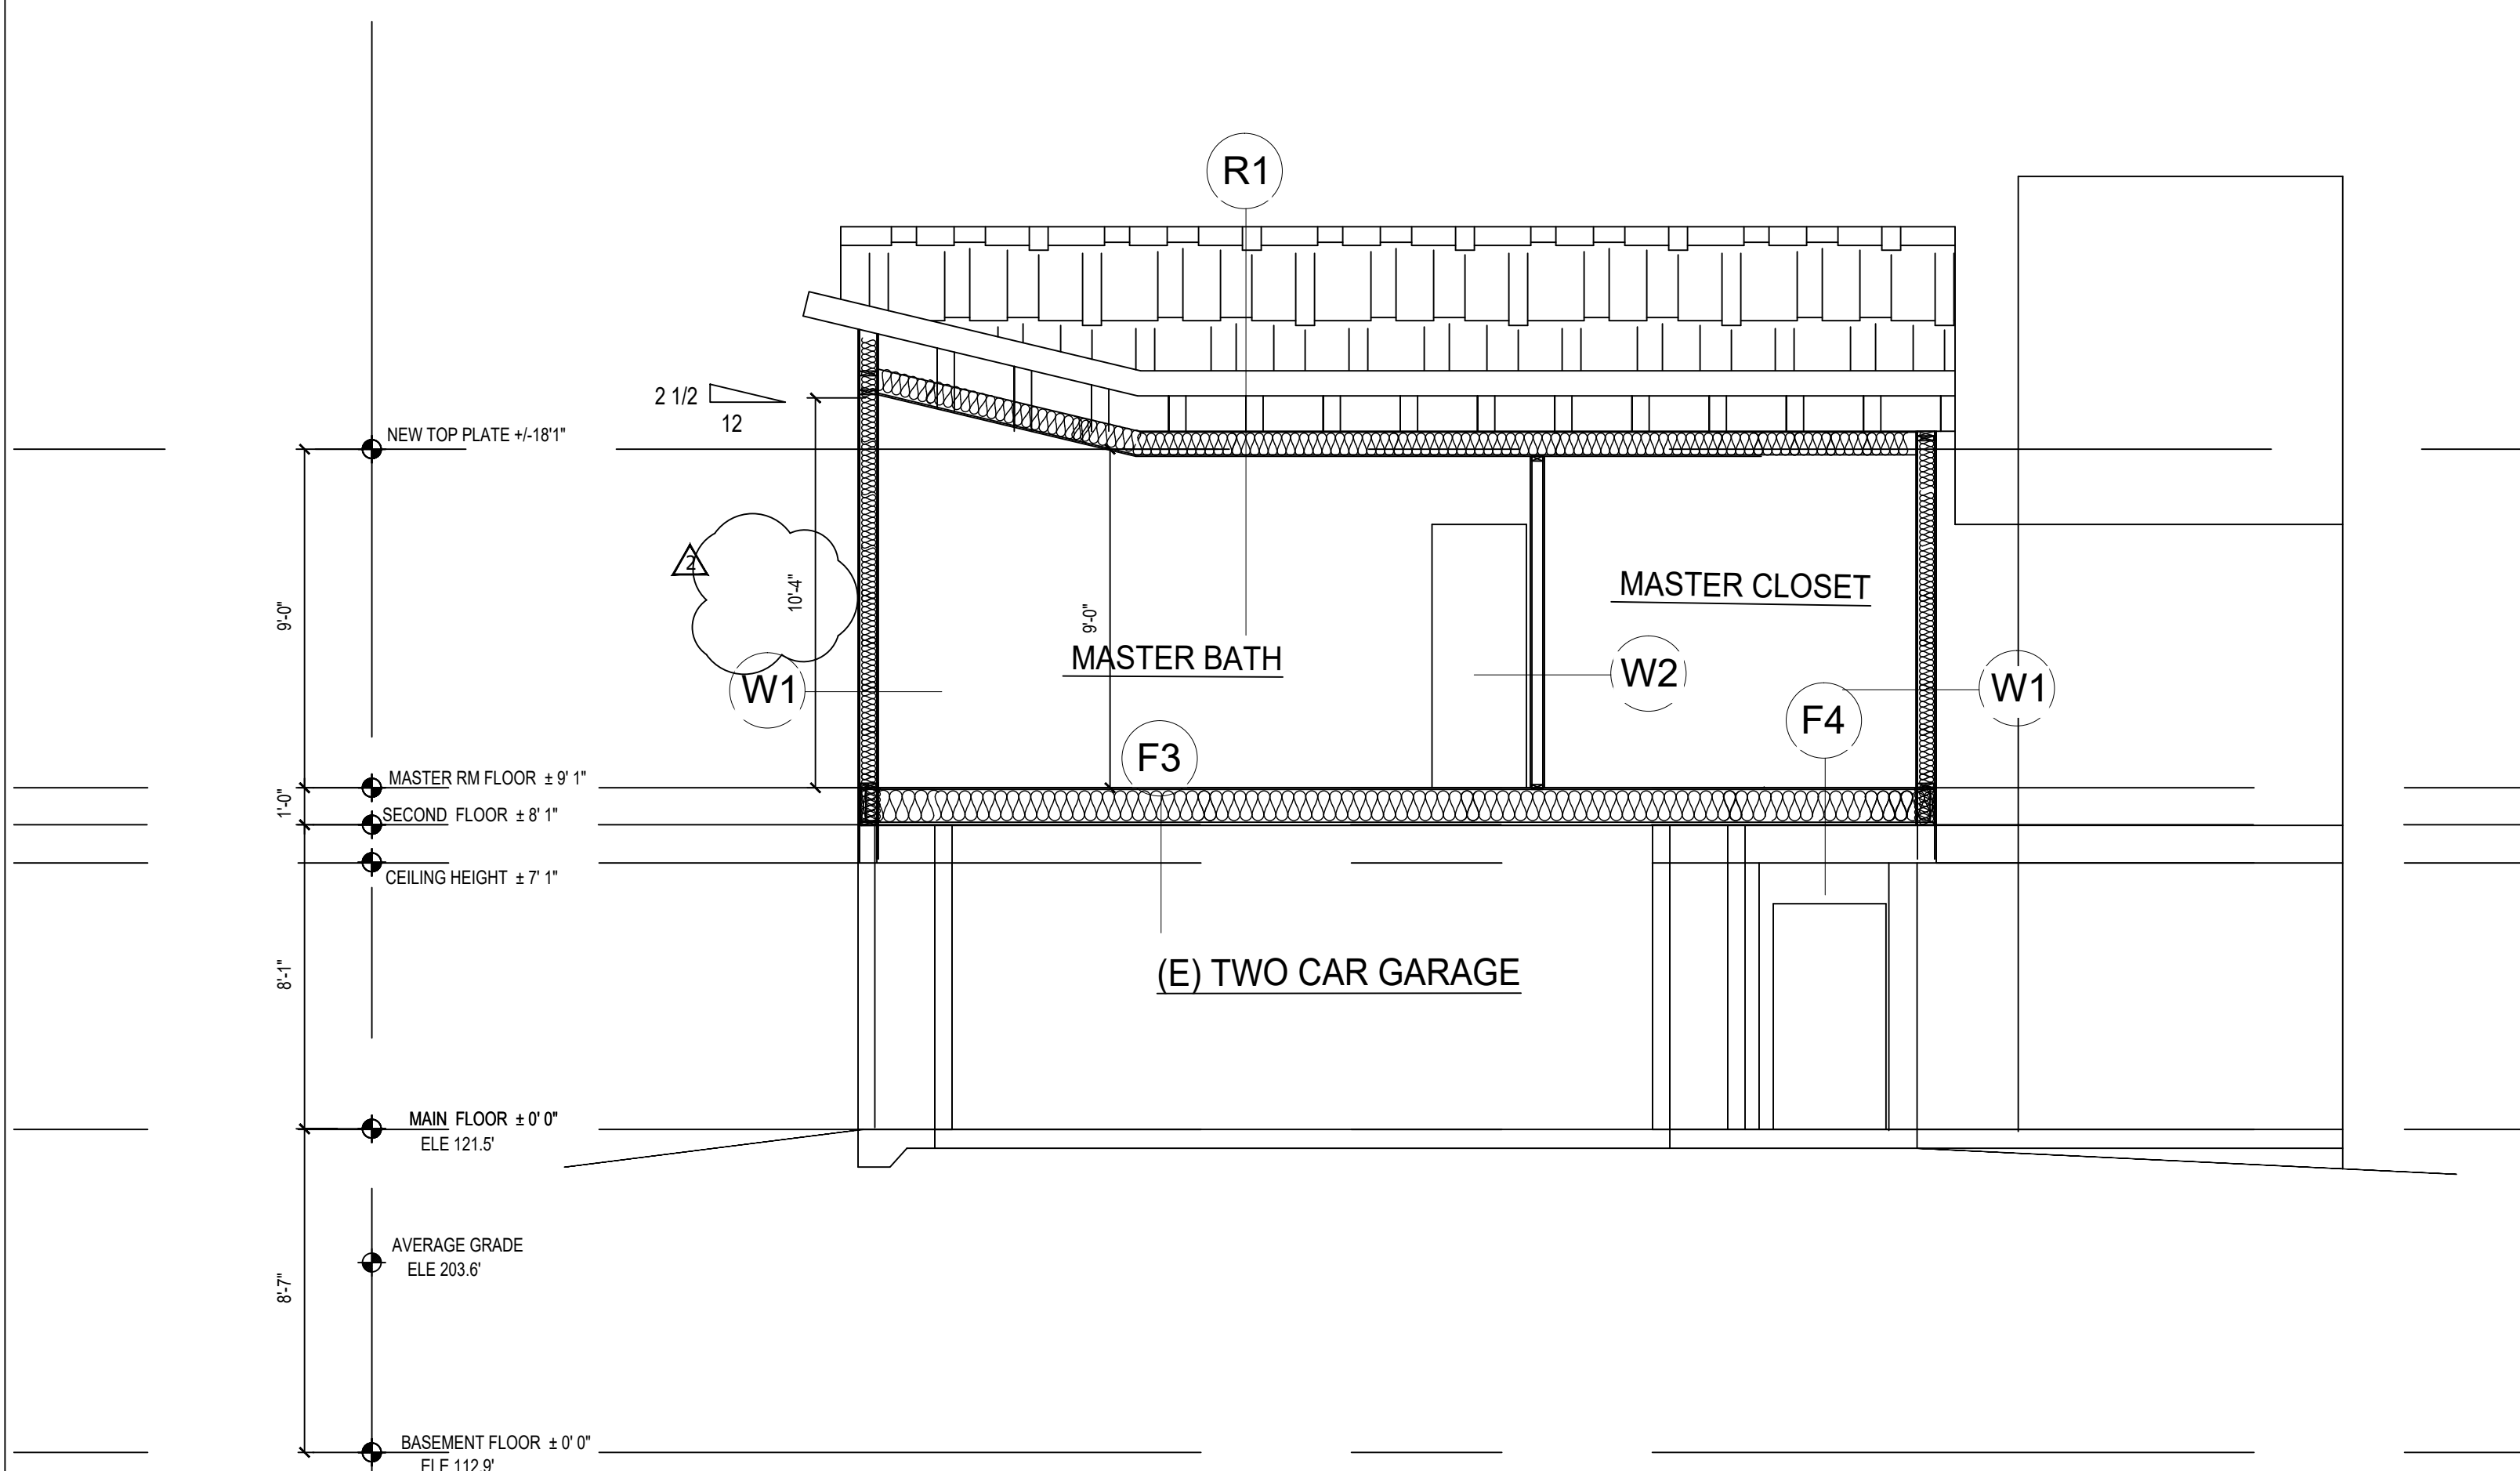 R1
2 1/2
12
NEW TOP PLATE +/-18'1"
2
10'-4"
9'-0"
9'-0"
MASTER CLOSET
MASTER BATH
W1
W2
W1
F4
F3
MASTER RM FLOOR ± 9' 1"
1'-0"
SECOND FLOOR ± 8' 1"
CEILING HEIGHT ± 7' 1"
8'-1"
(E) TWO CAR GARAGE
MAIN FLOOR ± 0' 0"
ELE 121.5'
AVERAGE GRADE
ELE 203.6'
8'-7"
BASEMENT FLOOR ± 0' 0"
ELE 112.9'